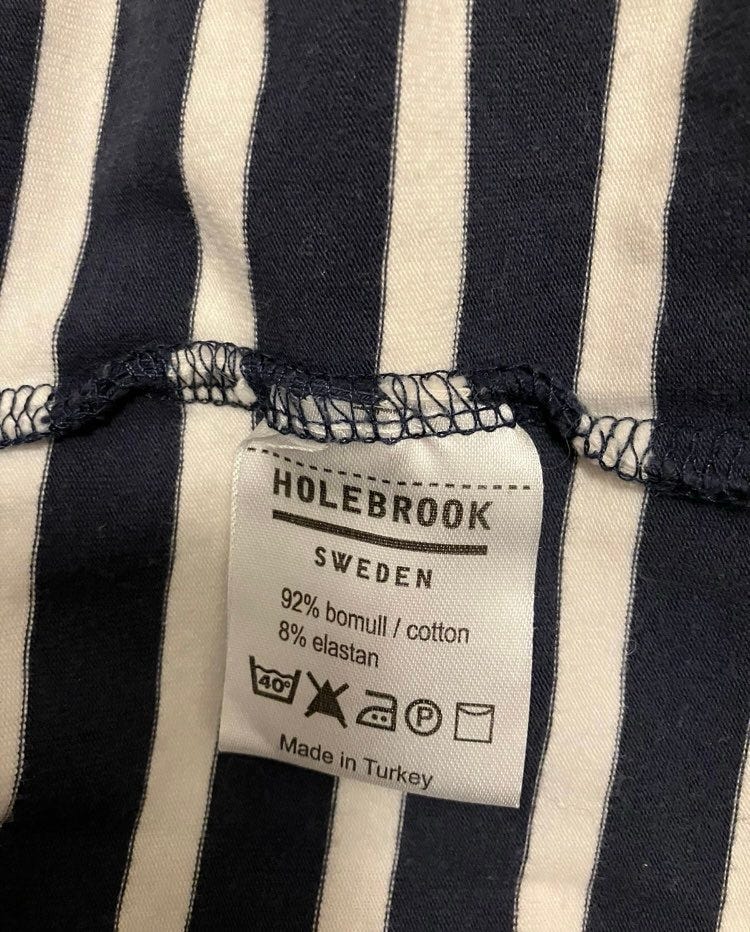 HOLEBROOK
SWEDEN
92% bomull / cotton
8% elastan
40°
P
Made in Turkey